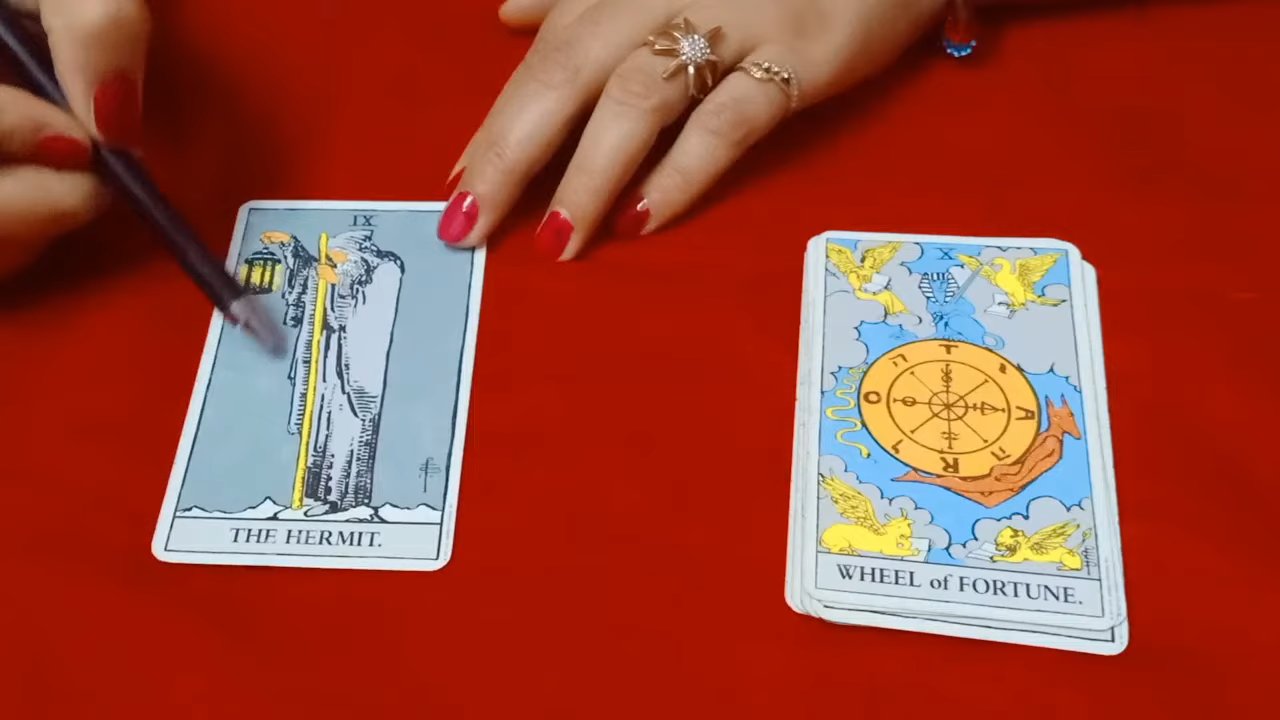 IX
THE HERMIT.
X
T
A
R
O
WHEEL of FORTUNE.